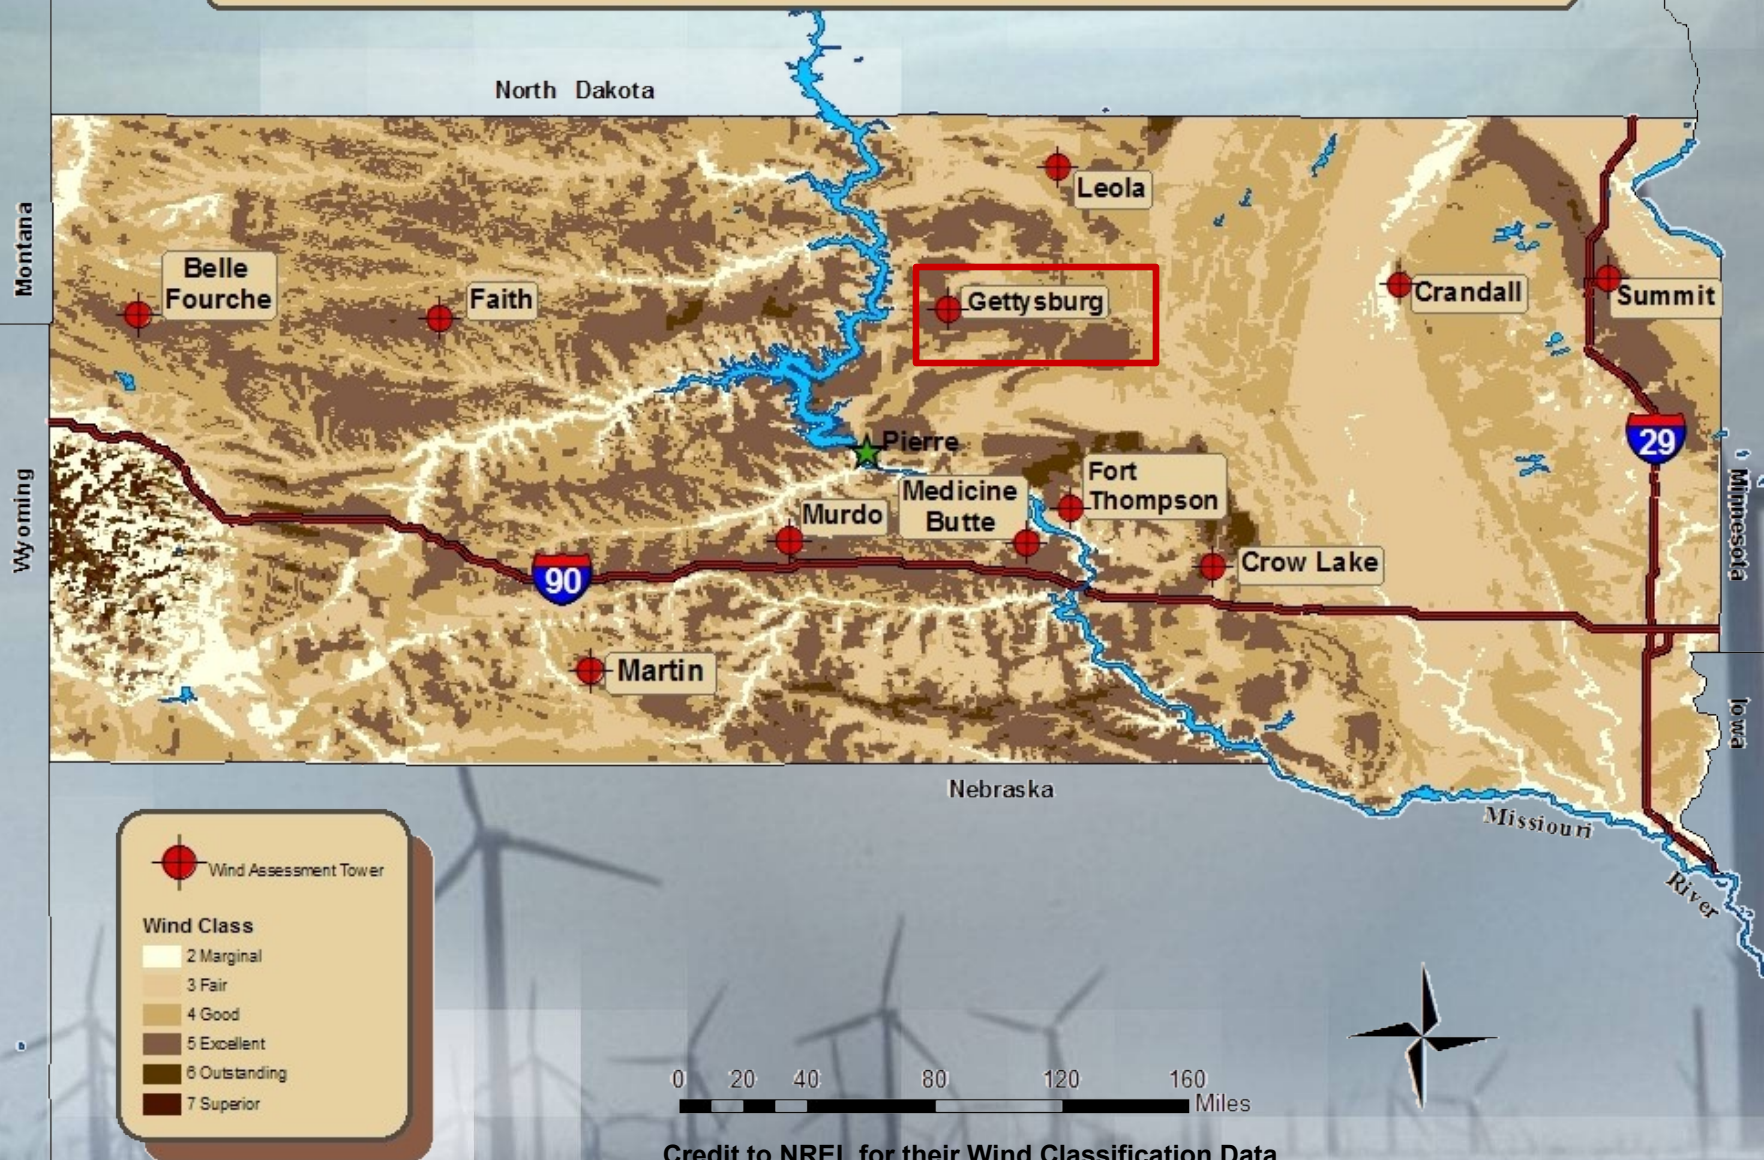 North Dakota
Montana
Leola
Belle
Fourche
Faith
Gettysburg
Crandall
Summit
Pierre
29
Wyoming
Fort
Thompson
Medicine
Butte
Murdo
Crow Lake
90
Minnesota
Martin
Iowa
Nebraska
Missouri
River
Wind Assessment Tower
Wind Class
2 Marginal
3 Fair
4 Good
5 Excellent
6 Outstanding
7 Superior
0 20 40 80 120 160
Miles
Credit to NREL for their Wind Classification Data